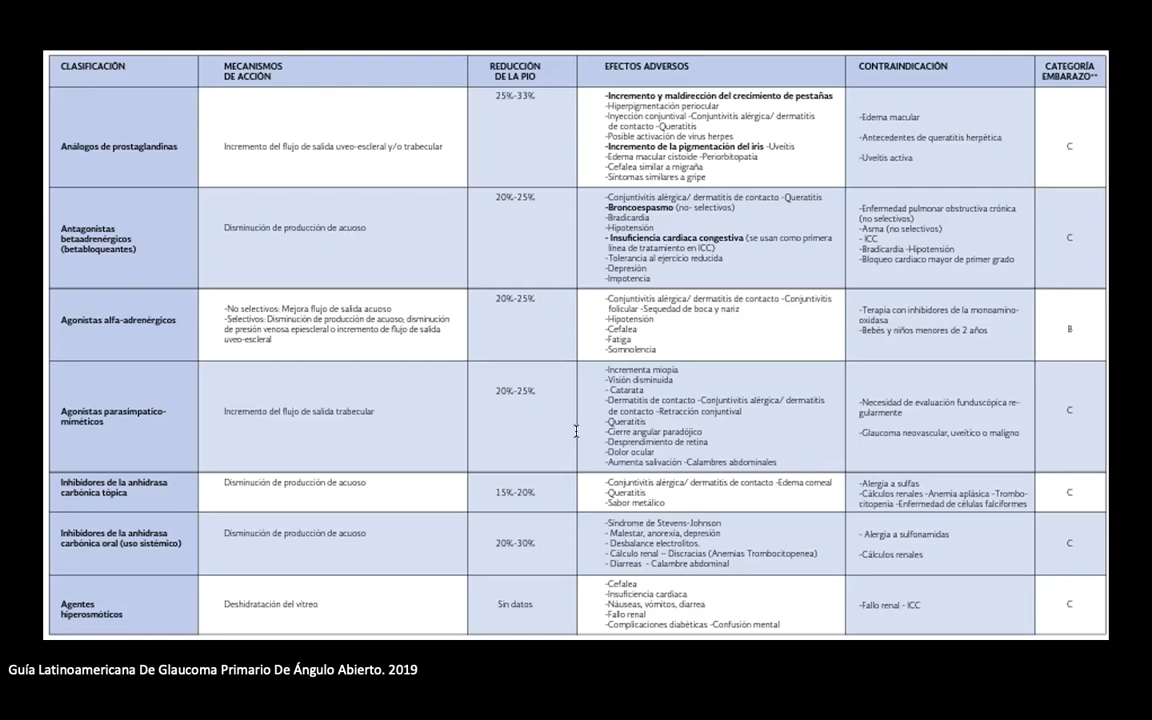 CLASIFICACIÓN
MECANISMOS
DE ACCIÓN
REDUCCIÓN
DE LA PIO
EFECTOS ADVERSOS
CONTRAINDICACIÓN
CATEGORÍA
EMBARAZO**
Análogos de prostaglandinas
Incremento del flujo de salida uveo-escleral y/o trabecular
25%-33%
-Incremento y maldirección del crecimiento de pestañas
-Hiperpigmentación periocular
-Inyección conjuntival -Conjuntivitis alérgica/ dermatitis
de contacto -Queratitis
-Posible activación de virus herpes
-Incremento de la pigmentación del iris -Uveítis
-Edema macular cistoide -Periorbitopatía
-Cefalea similar a migraña
-Síntomas similares a gripe
-Edema macular
-Antecedentes de queratitis herpética
-Uveítis activa
C
Antagonistas
betaadrenérgicos
(betabloqueantes)
Disminución de producción de acuoso
20%-25%
-Conjuntivitis alérgica/ dermatitis de contacto -Queratitis
-Broncoespasmo (no- selectivos)
-Bradicardia
-Hipotensión
- Insuficiencia cardiaca congestiva (se usan como primera
línea de tratamiento en ICC)
-Tolerancia al ejercicio reducida
-Depresión
-Impotencia
-Enfermedad pulmonar obstructiva crónica
(no selectivos)
-Asma (no selectivos)
- ICC
-Bradicardia -Hipotensión
-Bloqueo cardiaco mayor de primer grado
C
Agonistas alfa-adrenérgicos
-No selectivos: Mejora flujo de salida acuoso
-Selectivos: Disminución de producción de acuoso; disminución
de presión venosa epiescleral o incremento de flujo de salida
uveo-escleral
20%-25%
-Conjuntivitis alérgica/ dermatitis de contacto -Conjuntivitis
folicular -Sequedad de boca y nariz
-Hipotensión
-Cefalea
-Fatiga
-Somnolencia
-Terapia con inhibidores de la monoamino-
oxidasa
-Bebés y niños menores de 2 años
B
Agonistas parasimpatico-
miméticos
Incremento del flujo de salida trabecular
20%-25%
-Incrementa miopía
-Visión disminuida
- Catarata
-Dermatitis de contacto -Conjuntivitis alérgica/ dermatitis
de contacto -Retracción conjuntival
-Queratitis
-Cierre angular paradójico
-Desprendimiento de retina
-Dolor ocular
-Aumenta salivación -Calambres abdominales
-Necesidad de evaluación funduscópica re-
gularmente
-Glaucoma neovascular, uveítico o maligno
C
Inhibidores de la anhidrasa
carbónica tópica
Disminución de producción de acuoso
15%-20%
-Conjuntivitis alérgica/ dermatitis de contacto -Edema corneal
-Queratitis
-Sabor metálico
-Alergia a sulfas
-Cálculos renales -Anemia aplásica -Trombo-
citopenia -Enfermedad de células falciformes
C
Inhibidores de la anhidrasa
carbónica oral (uso sistémico)
Disminución de producción de acuoso
20%-30%
-Síndrome de Stevens-Johnson
- Malestar, anorexia, depresión
- Desbalance electrolitos.
- Cálculo renal – Discracias (Anemias Trombocitopenea)
- Diarreas - Calambre abdominal
- Alergia a sulfonamidas
-Cálculos renales
C
Agentes
hiperosmóticos
Deshidratación del vítreo
Sin datos
-Cefalea
-Insuficiencia cardíaca
-Náuseas, vómitos, diarrea
-Fallo renal
-Complicaciones diabéticas -Confusión mental
-Fallo renal - ICC
C
Guía Latinoamericana De Glaucoma Primario De Ángulo Abierto. 2019